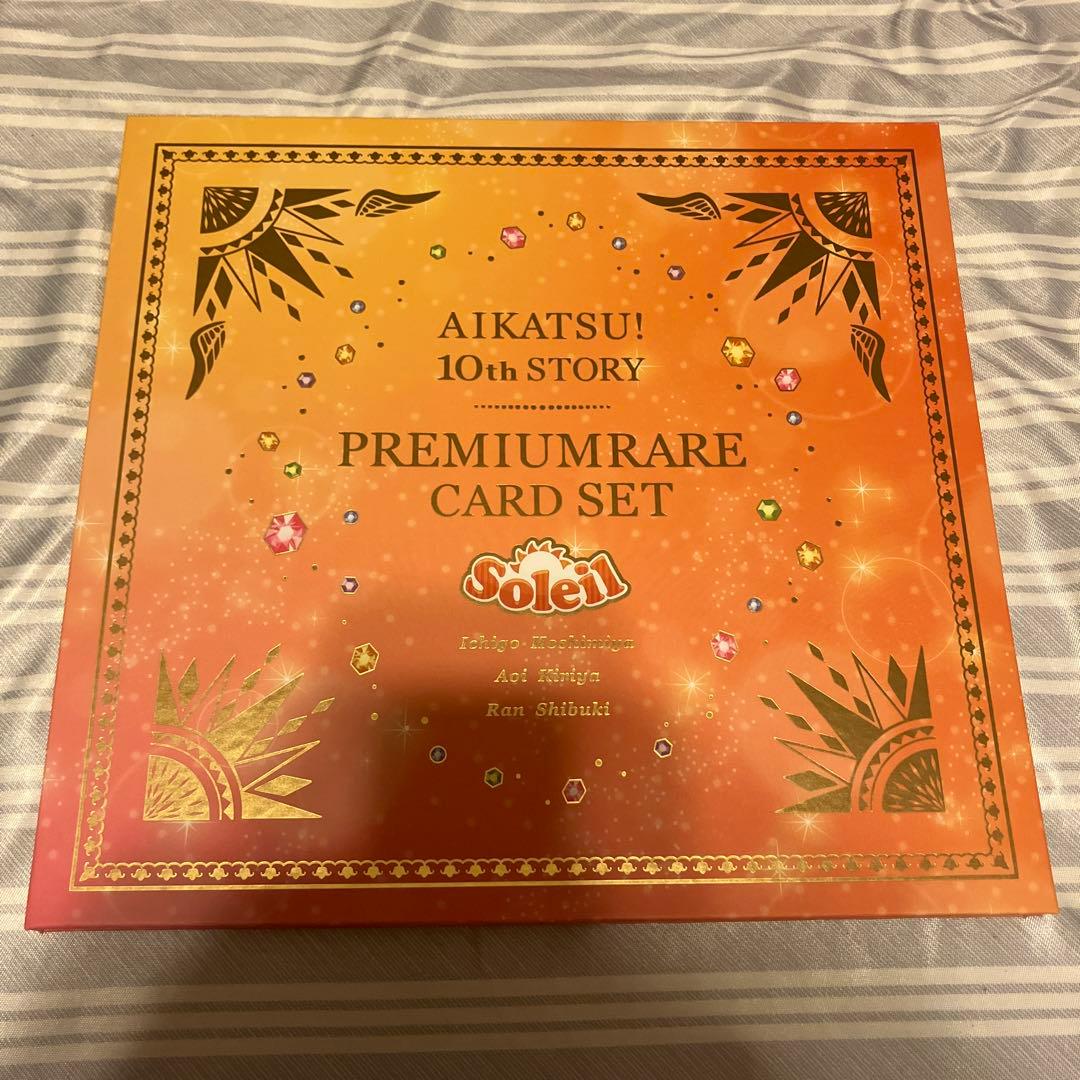 AIKATSU!
10th STORY
PREMIUMRARE
CARD SET
Soleil
Ichigo Hoshimiya
Aoi Kiriya
Ran Shibuki